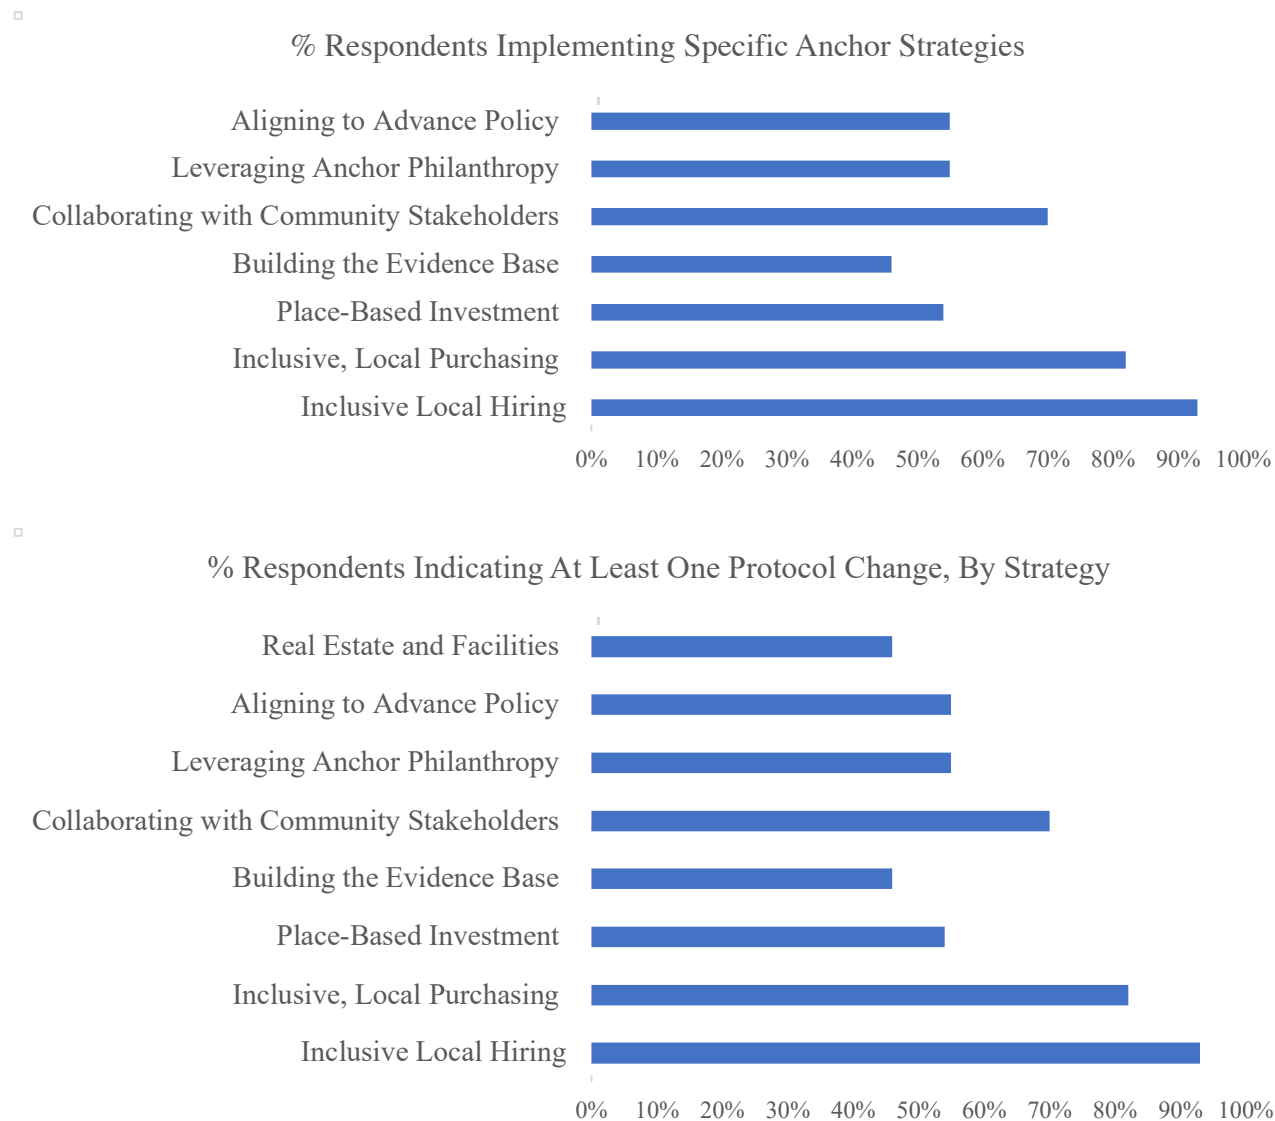 % Respondents Implementing Specific Anchor Strategies
Aligning to Advance Policy
Leveraging Anchor Philanthropy
Collaborating with Community Stakeholders
Building the Evidence Base
Place-Based Investment
Inclusive, Local Purchasing
Inclusive Local Hiring
0% 10% 20% 30% 40% 50% 60% 70% 80% 90% 100%
% Respondents Indicating At Least One Protocol Change, By Strategy
Real Estate and Facilities
Aligning to Advance Policy
Leveraging Anchor Philanthropy
Collaborating with Community Stakeholders
Building the Evidence Base
Place-Based Investment
Inclusive, Local Purchasing
Inclusive Local Hiring
0% 10% 20% 30% 40% 50% 60% 70% 80% 90% 100%